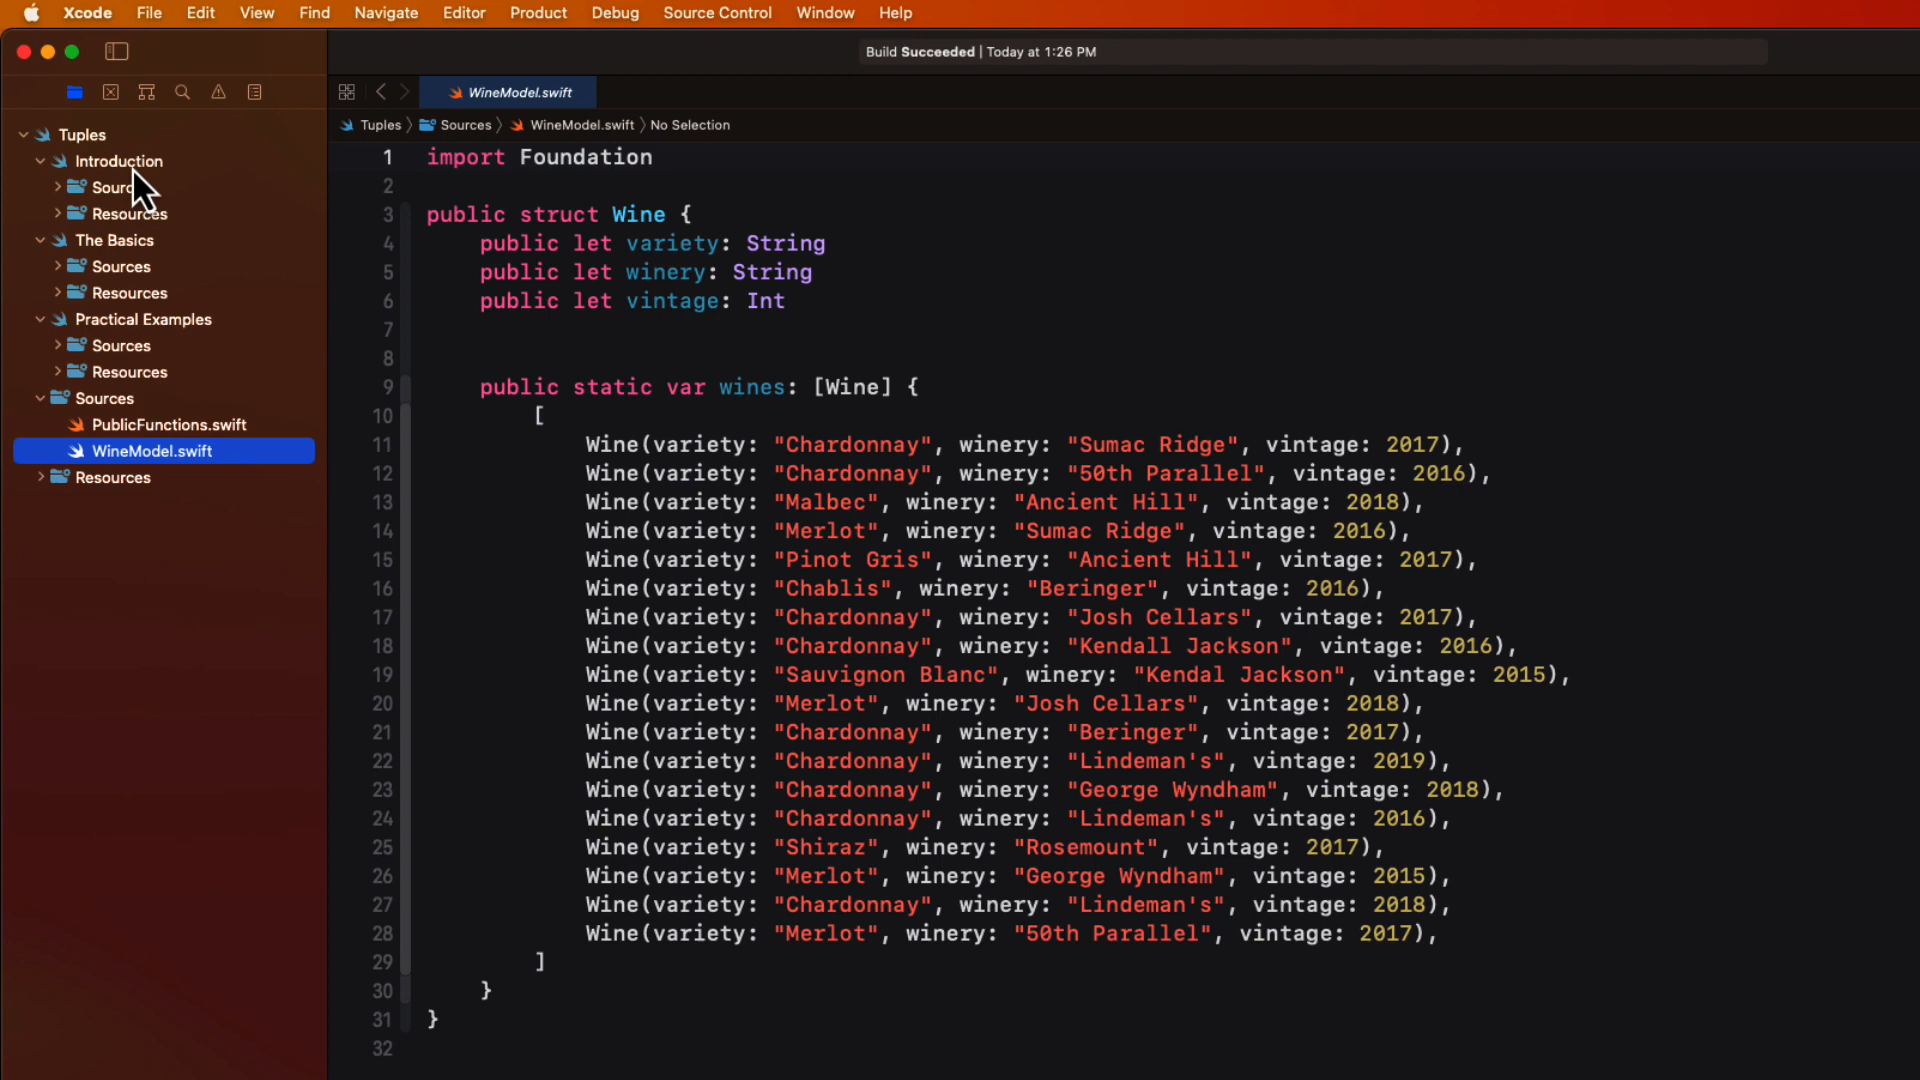 Xcode File Edit View Find Navigate Editor Product Debug Source Control Window Help
Build Succeeded | Today at 1:26 PM
WineModel.swift
Tuples 〉 Sources 〉 WineModel.swift 〉 No Selection
Tuples
Introduction
Sourc
Resources
The Basics
Sources
Resources
Practical Examples
Sources
Resources
Sources
PublicFunctions.swift
WineModel.swift
Resources
1 import Foundation
2
3 public struct Wine {
4 public let variety: String
5 public let winery: String
6 public let vintage: Int
7
8
9 public static var wines: [Wine] {
10 [
11 Wine(variety: "Chardonnay", winery: "Sumac Ridge", vintage: 2017),
12 Wine(variety: "Chardonnay", winery: "50th Parallel", vintage: 2016),
13 Wine(variety: "Malbec", winery: "Ancient Hill", vintage: 2018),
14 Wine(variety: "Merlot", winery: "Sumac Ridge", vintage: 2016),
15 Wine(variety: "Pinot Gris", winery: "Ancient Hill", vintage: 2017),
16 Wine(variety: "Chablis", winery: "Beringer", vintage: 2016),
17 Wine(variety: "Chardonnay", winery: "Josh Cellars", vintage: 2017),
18 Wine(variety: "Chardonnay", winery: "Kendall Jackson", vintage: 2016),
19 Wine(variety: "Sauvignon Blanc", winery: "Kendal Jackson", vintage: 2015),
20 Wine(variety: "Merlot", winery: "Josh Cellars", vintage: 2018),
21 Wine(variety: "Chardonnay", winery: "Beringer", vintage: 2017),
22 Wine(variety: "Chardonnay", winery: "Lindeman's", vintage: 2019),
23 Wine(variety: "Chardonnay", winery: "George Wyndham", vintage: 2018),
24 Wine(variety: "Chardonnay", winery: "Lindeman's", vintage: 2016),
25 Wine(variety: "Shiraz", winery: "Rosemount", vintage: 2017),
26 Wine(variety: "Merlot", winery: "George Wyndham", vintage: 2015),
27 Wine(variety: "Chardonnay", winery: "Lindeman's", vintage: 2018),
28 Wine(variety: "Merlot", winery: "50th Parallel", vintage: 2017),
29 ]
30 }
31 }
32